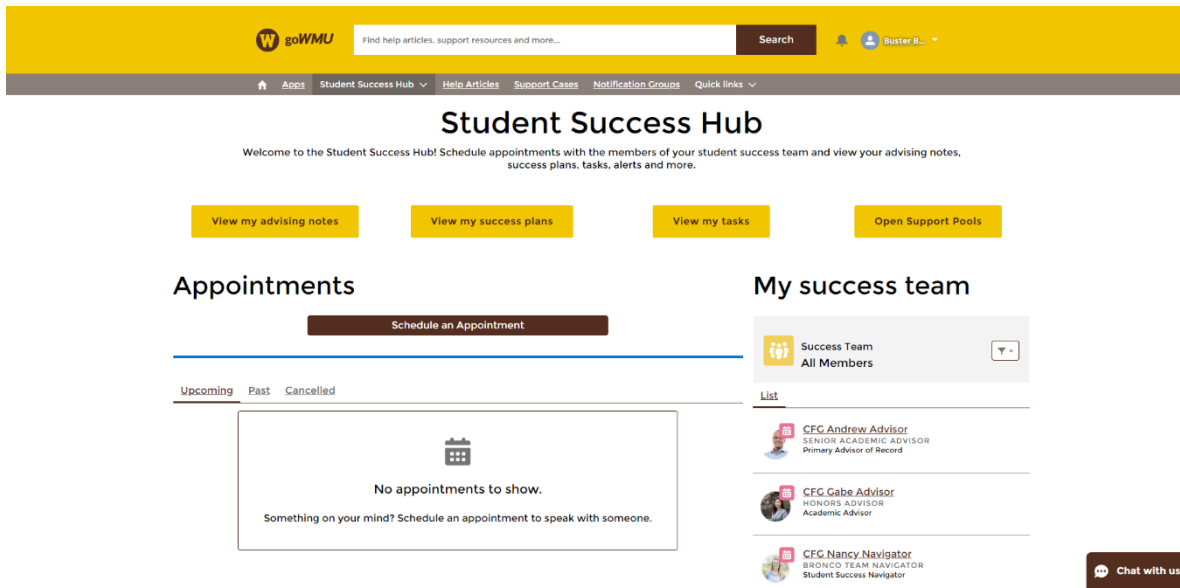 W goWMU
Find help articles, support resources and more...
Search
Buster B...
Apps
Student Success Hub
Help Articles
Support Cases
Notification Groups
Quick links
Student Success Hub
Welcome to the Student Success Hub! Schedule appointments with the members of your student success team and view your advising notes,
success plans, tasks, alerts and more.
View my advising notes
View my success plans
View my tasks
Open Support Pools
Appointments
Schedule an Appointment
Upcoming
Past
Cancelled
No appointments to show.
Something on your mind? Schedule an appointment to speak with someone.
My success team
Success Team
All Members
List
CFG Andrew Advisor
SENIOR ACADEMIC ADVISOR
Primary Advisor of Record
CFG Gabe Advisor
HONORS ADVISOR
Academic Advisor
CFG Nancy Navigator
BRONCO TEAM NAVIGATOR
Student Success Navigator
Chat with us